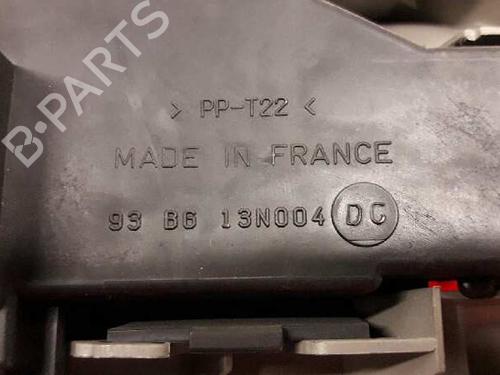 B·PARTS
> PP-T22 <
MADE IN FRANCE
93 B6 13N004 DC